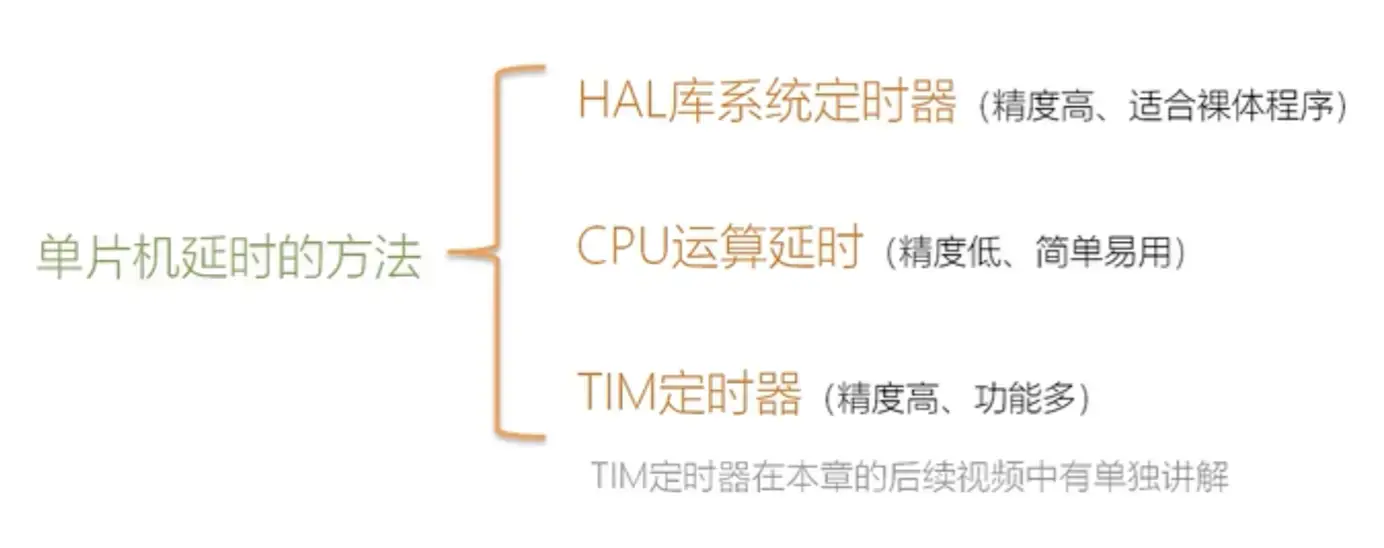 HAL库系统定时器（精度高、适合裸体程序）
单片机延时的方法
CPU运算延时（精度低、简单易用）
TIM定时器（精度高、功能多）
TIM定时器在本章的后续视频中有单独讲解